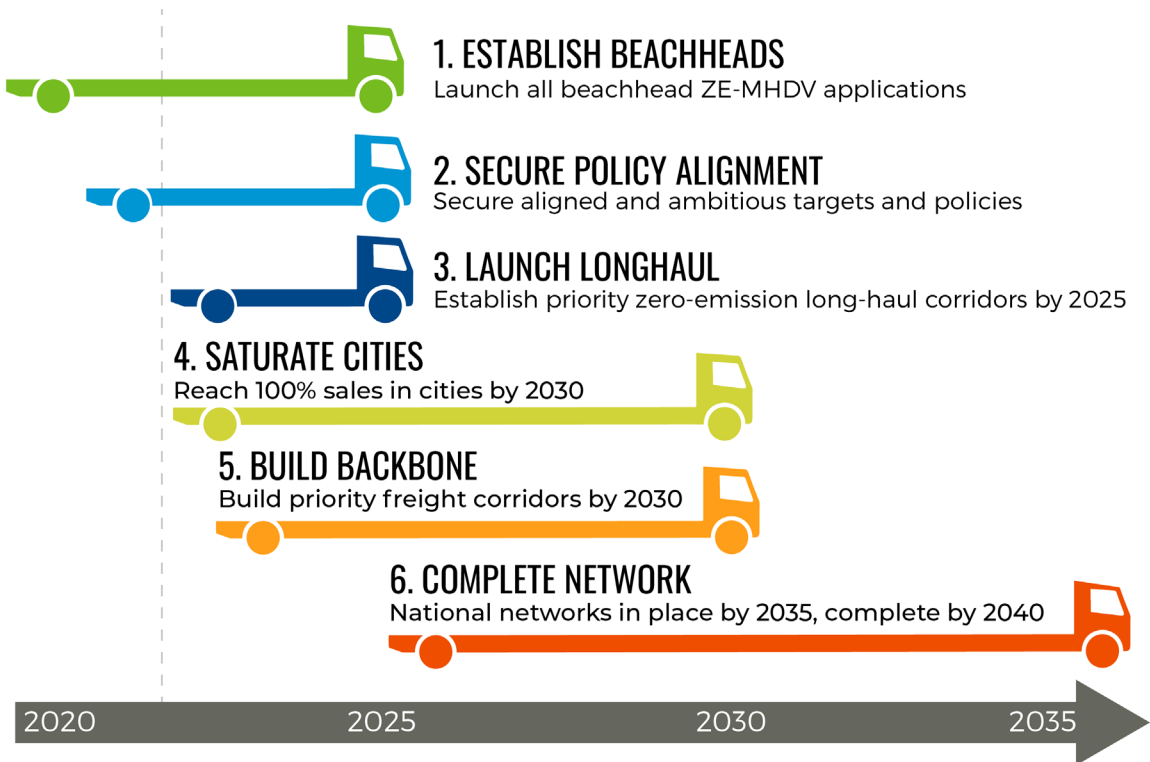 1. ESTABLISH BEACHHEADS
Launch all beachhead ZE-MHDV applications
2. SECURE POLICY ALIGNMENT
Secure aligned and ambitious targets and policies
3. LAUNCH LONGHAUL
Establish priority zero-emission long-haul corridors by 2025
4. SATURATE CITIES
Reach 100% sales in cities by 2030
5. BUILD BACKBONE
Build priority freight corridors by 2030
6. COMPLETE NETWORK
National networks in place by 2035, complete by 2040
2020 2025 2030 2035